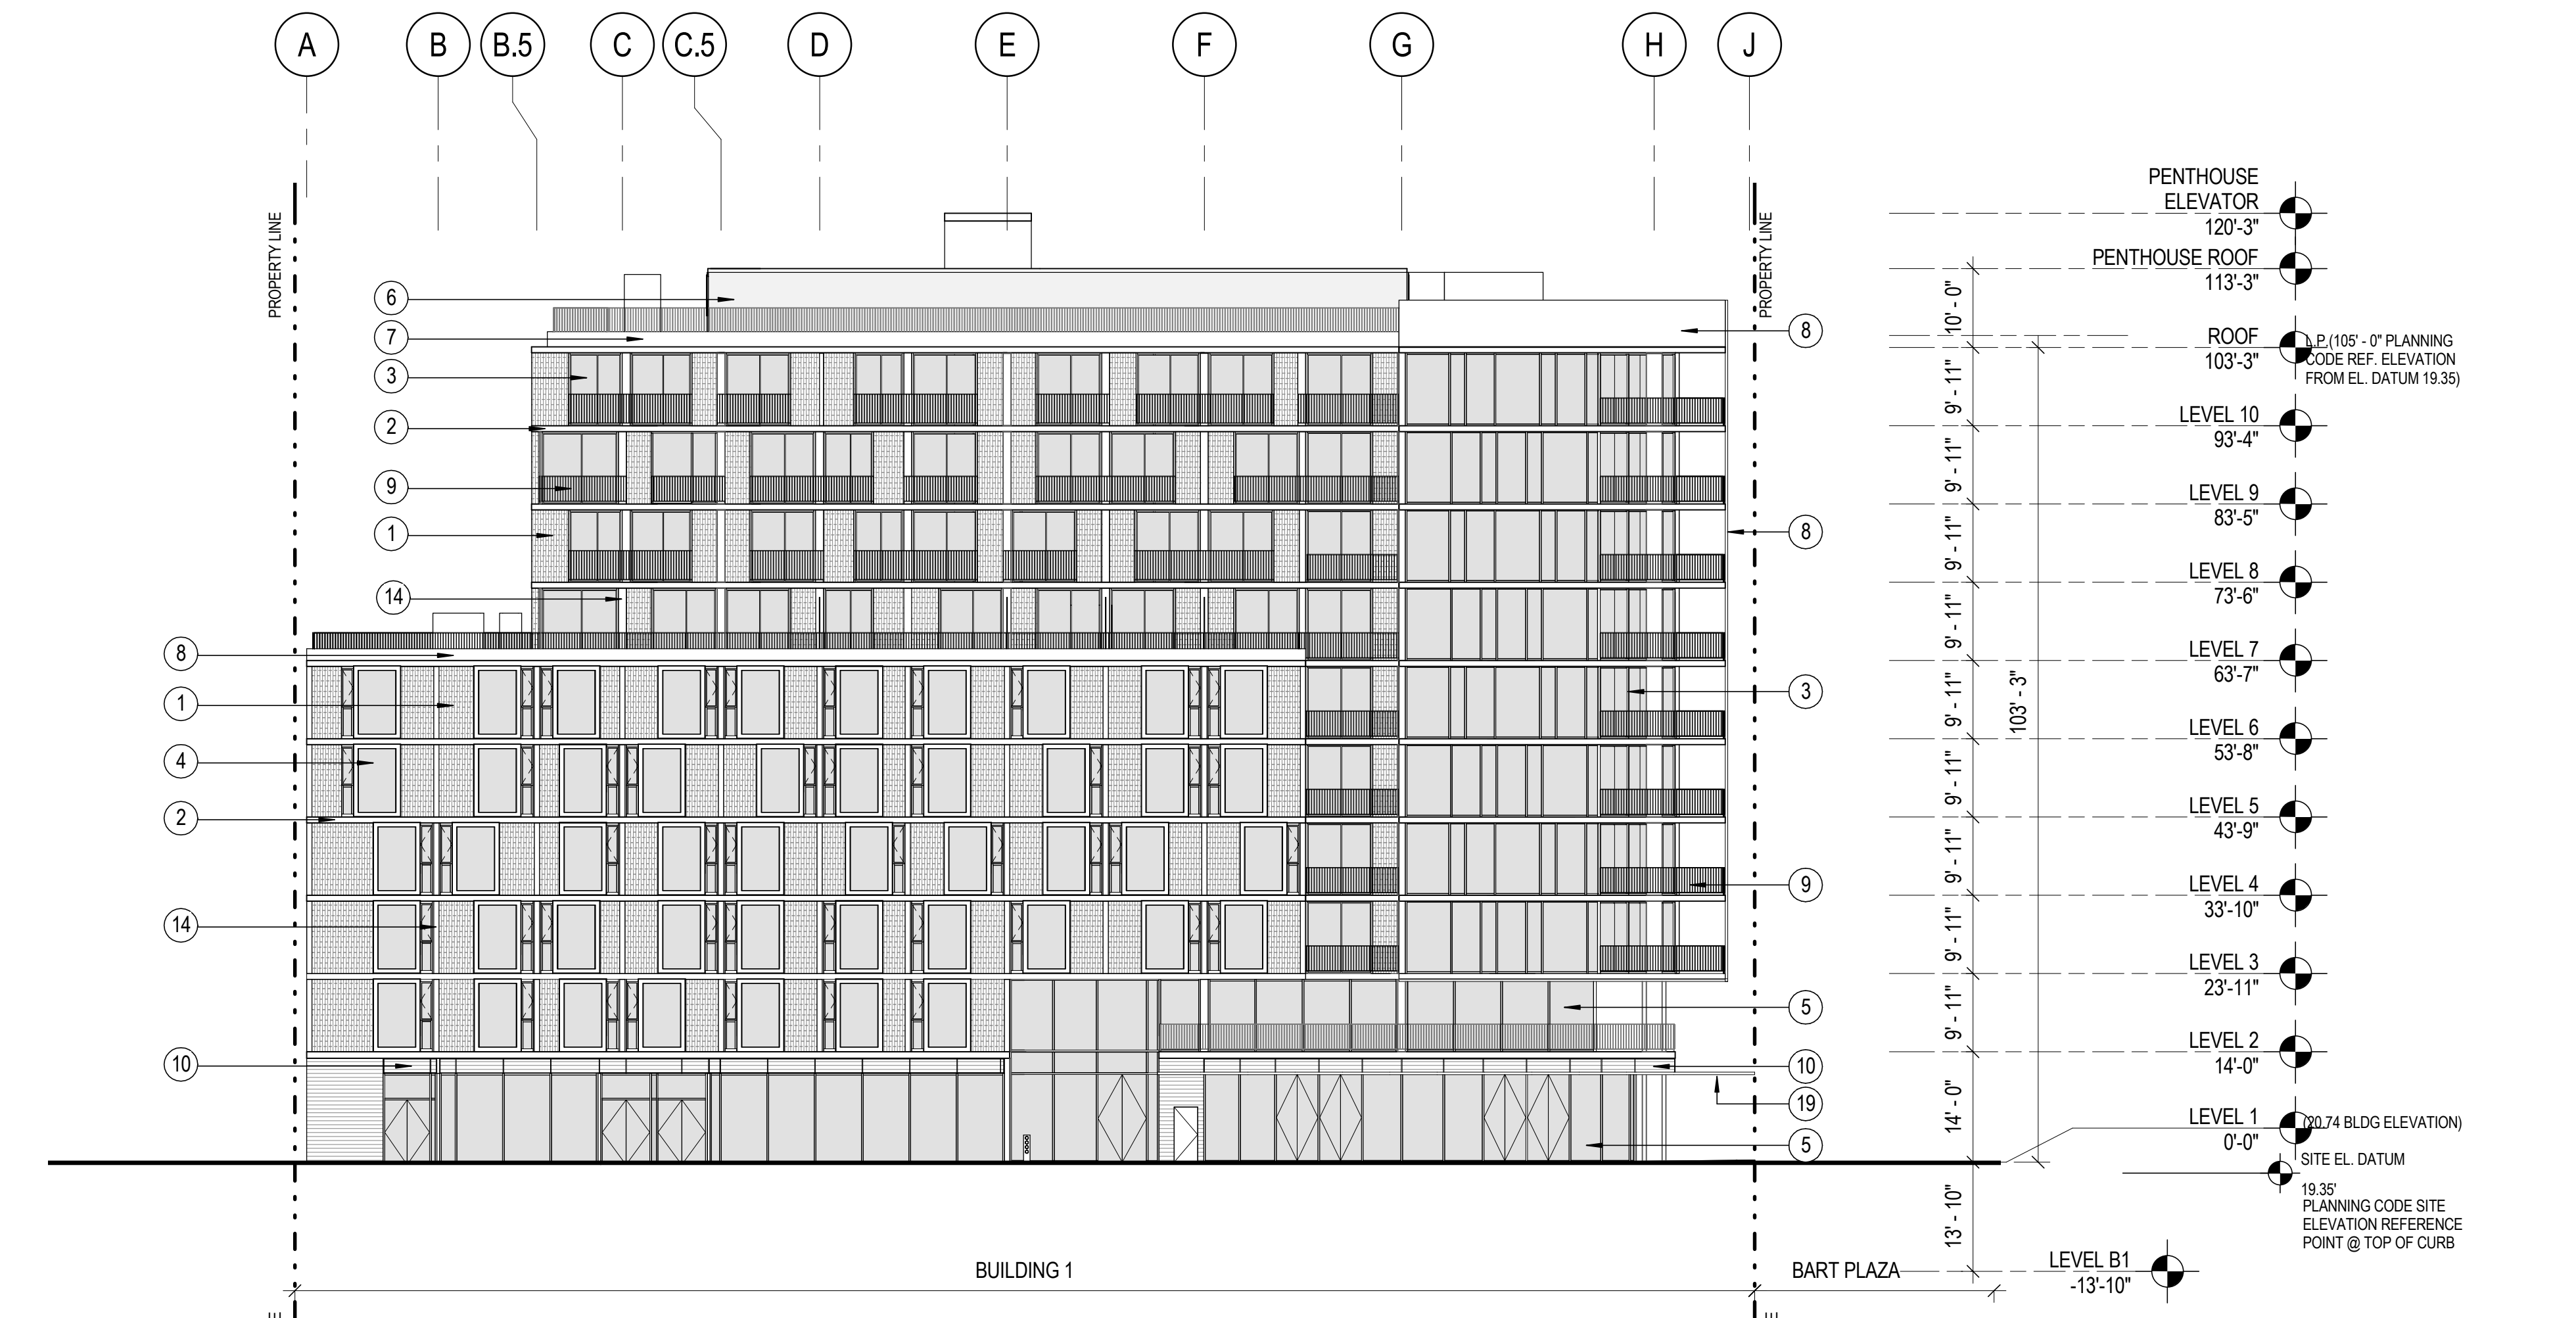 A B B.5 C C.5 D E F G H J
PROPERTY LINE
PROPERTY LINE
PENTHOUSE
ELEVATOR
120'-3"
PENTHOUSE ROOF
113'-3"
ROOF
103'-3"
L.P.(105' - 0" PLANNING
CODE REF. ELEVATION
FROM EL. DATUM 19.35)
LEVEL 10
93'-4"
LEVEL 9
83'-5"
LEVEL 8
73'-6"
LEVEL 7
63'-7"
LEVEL 6
53'-8"
LEVEL 5
43'-9"
LEVEL 4
33'-10"
LEVEL 3
23'-11"
LEVEL 2
14'-0"
LEVEL 1
0'-0"
(20.74 BLDG ELEVATION)
SITE EL. DATUM
19.35'
PLANNING CODE SITE
ELEVATION REFERENCE
POINT @ TOP OF CURB
LEVEL B1
-13'-10"
10' - 0"
9' - 11"
9' - 11"
9' - 11"
9' - 11"
9' - 11"
9' - 11"
9' - 11"
9' - 11"
9' - 11"
14' - 0"
13' - 10"
103' - 3"
6
7
3
2
9
1
14
8
1
4
2
14
10
8
8
3
9
5
10
19
5
BUILDING 1
BART PLAZA
E
E